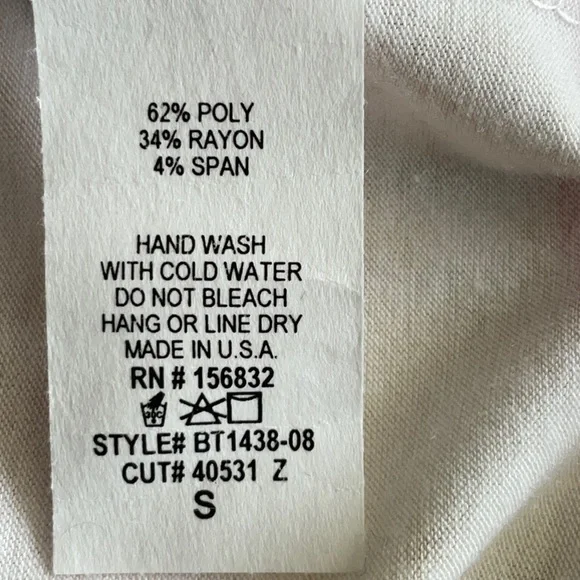 62% POLY
34% RAYON
4% SPAN
HAND WASH
WITH COLD WATER
DO NOT BLEACH
HANG OR LINE DRY
MADE IN U.S.A.
RN # 156832
STYLE# BT1438-08
CUT# 40531 Z
S